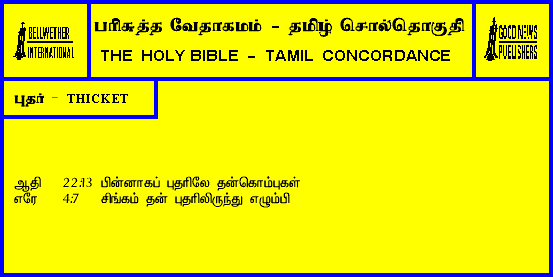 BELLWETHER
INTERNATIONAL
பரிசுத்த வேதாகமம் - தமிழ் சொல்தொகுதி
THE HOLY BIBLE - TAMIL CONCORDANCE
GOOD NEWS
PUBLISHERS
புதர் - THICKET
ஆதி 22:13 பின்னாகப் புதரிலே தன்கொம்புகள்
எரே 4:7 சிங்கம் தன் புதரிலிருந்து எழும்பி